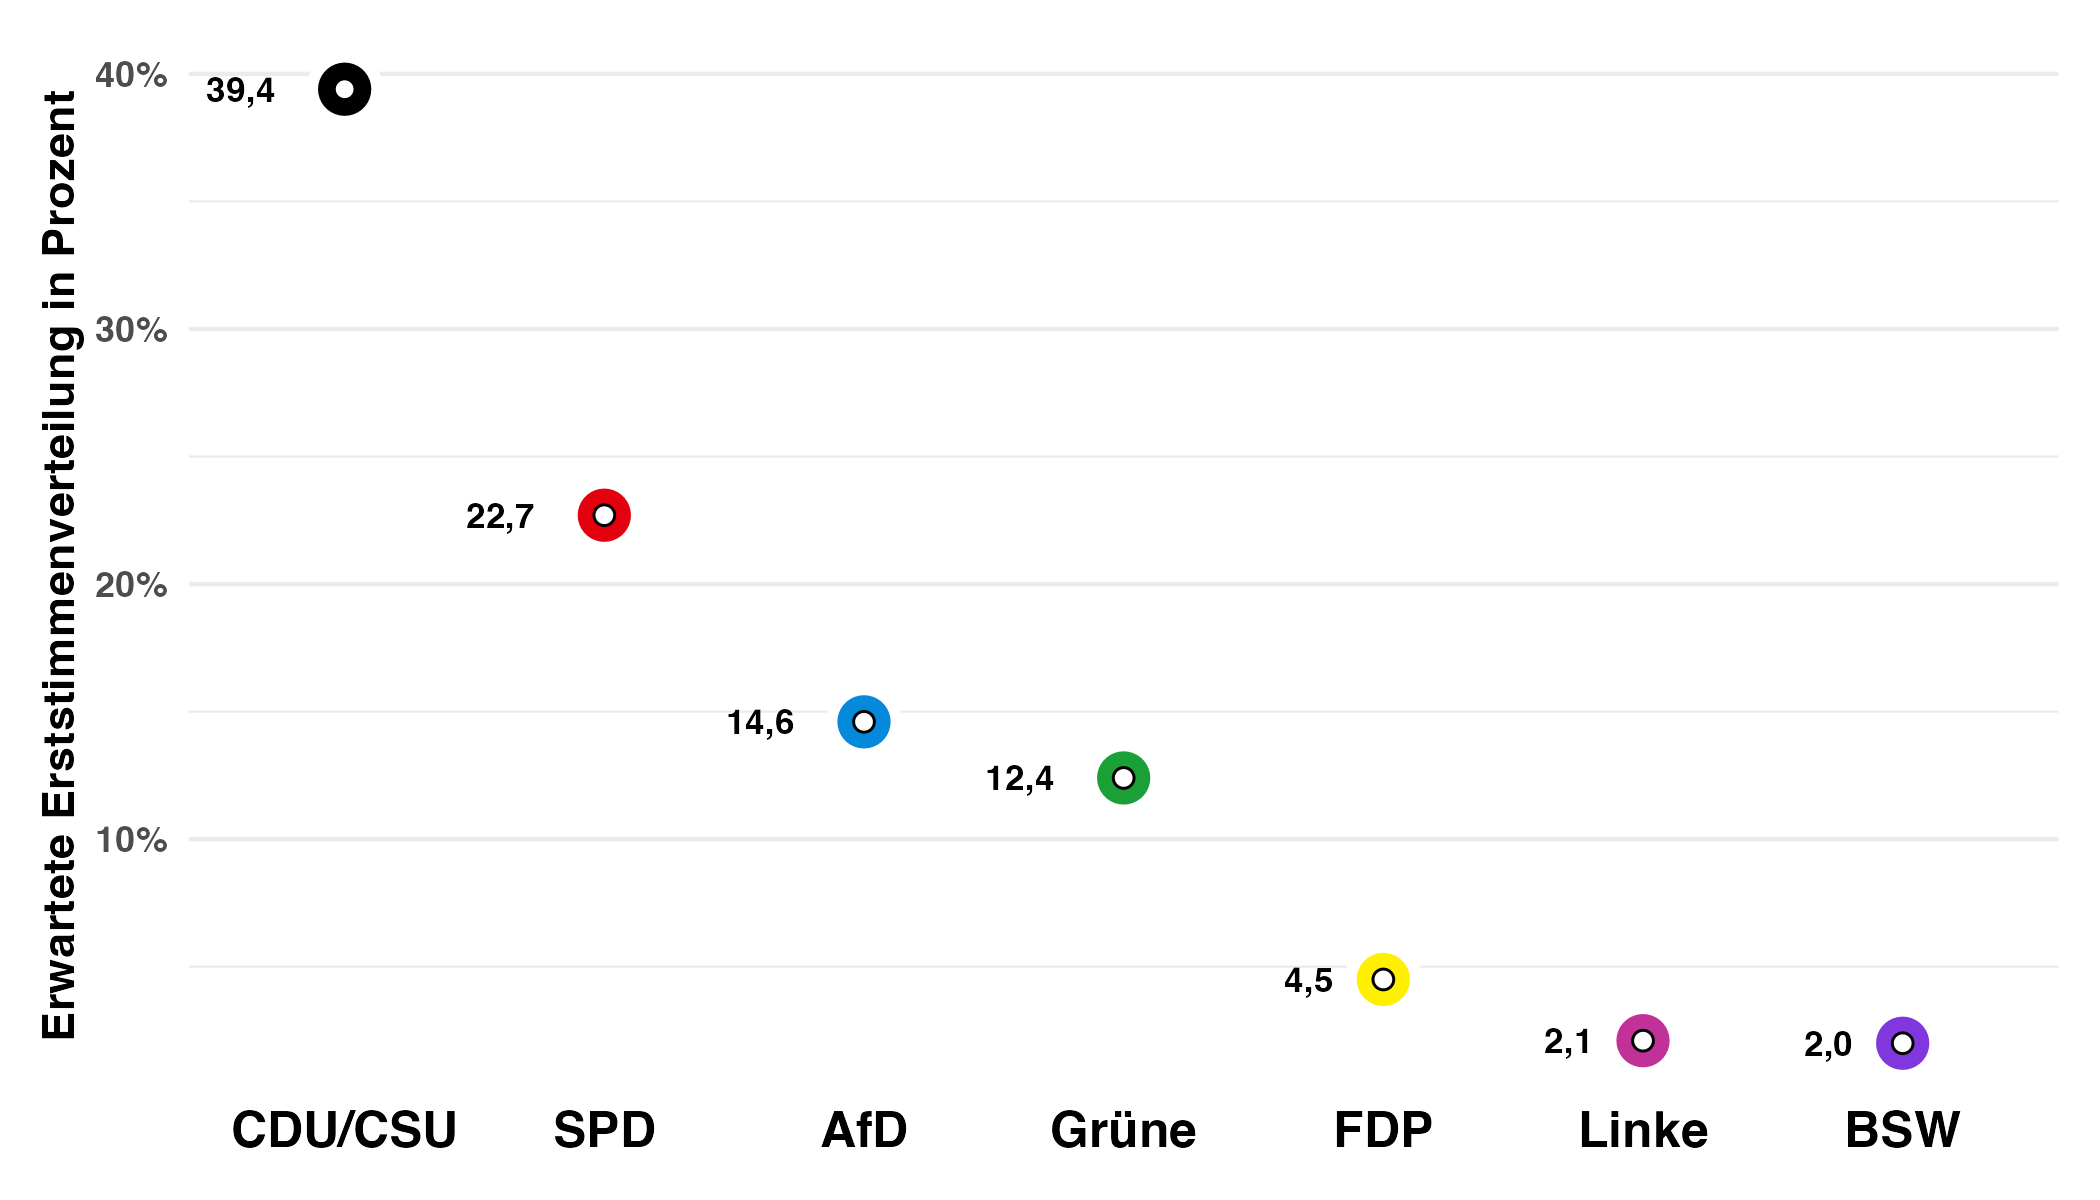 Erwartete Erststimmenverteilung in Prozent
40%
30%
20%
10%
39,4
22,7
14,6
12,4
4,5
2,1
2,0
CDU/CSU
SPD
AfD
Grüne
FDP
Linke
BSW